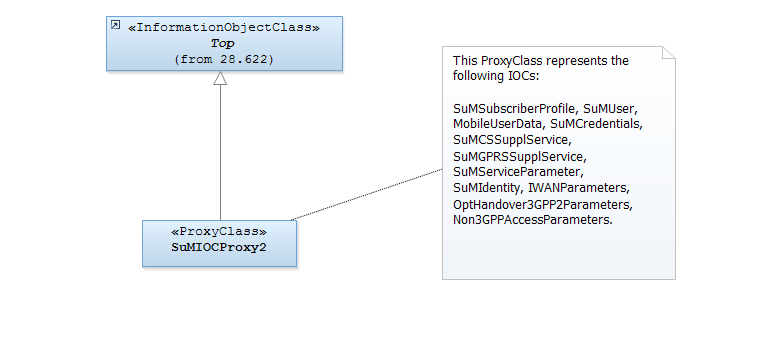 «InformationObjectClass»
Top
(from 28.622)
This ProxyClass represents the
following IOCs:
SuMSubscriberProfile, SuMUser,
MobileUserData, SuMCredentials,
SuMCSSupplService,
SuMGPRSSupplService,
SuMServiceParameter,
SuMIdentity, IWANParameters,
OptHandover3GPP2Parameters,
Non3GPPAccessParameters.
«ProxyClass»
SuMIOCProxy2